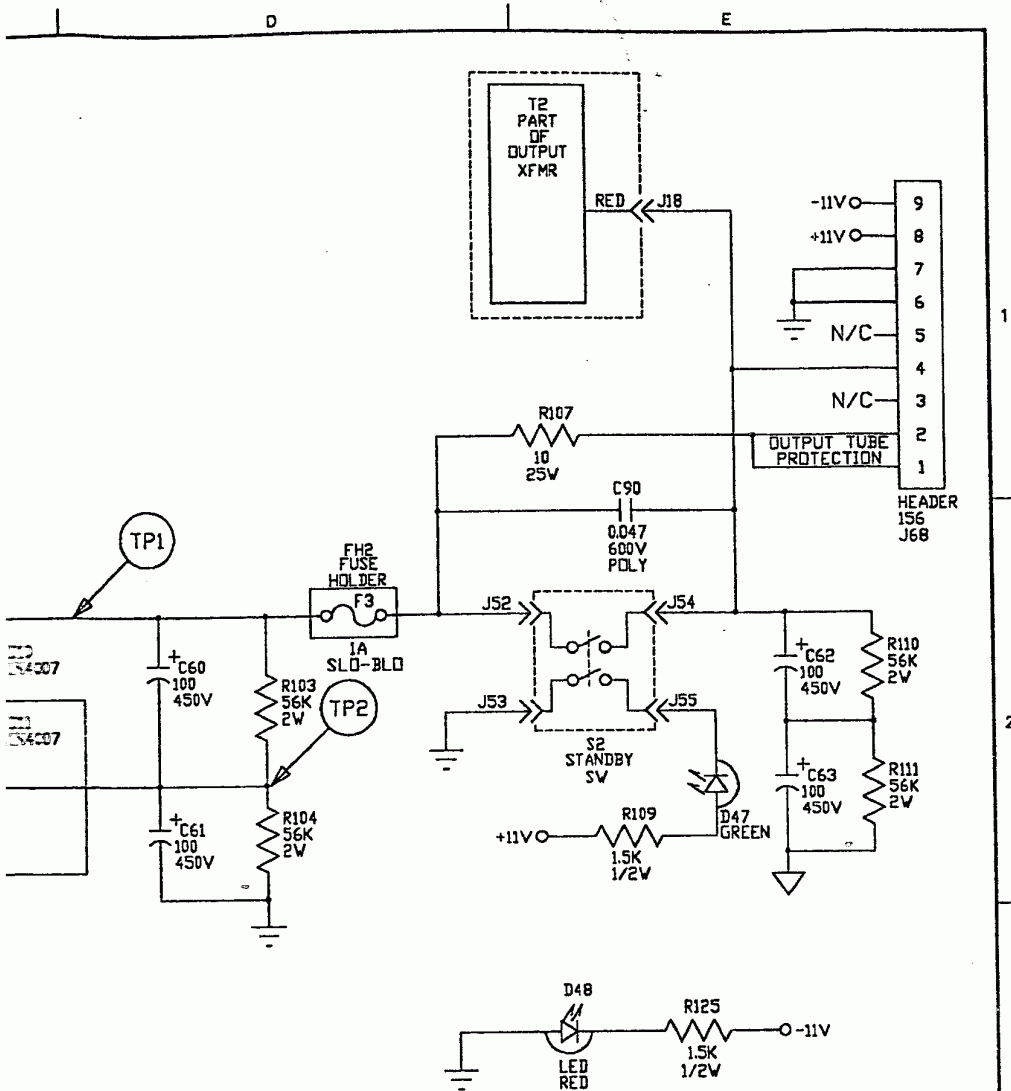 D
E
T2
PART
OF
OUTPUT
XFMR
RED
J18
-11V
9
+11V
8
7
6
1
N/C
5
4
N/C
3
R107
10
25W
2
OUTPUT TUBE
PROTECTION
1
HEADER
156
J68
C90
0.047
600V
POLY
TP1
FH2
FUSE
HOLDER
F3
1A
SLO-BLO
J52
J54
J53
J55
S2
STANDBY
SW
+
C60
100
450V
R103
56K
2W
TP2
+
C62
100
450V
R110
56K
2W
4007
4007
2
+
C61
100
450V
R104
56K
2W
+
C63
100
450V
R111
56K
2W
D47
GREEN
+11V
R109
1.5K
1/2W
D48
LED
RED
R125
1.5K
1/2W
-11V